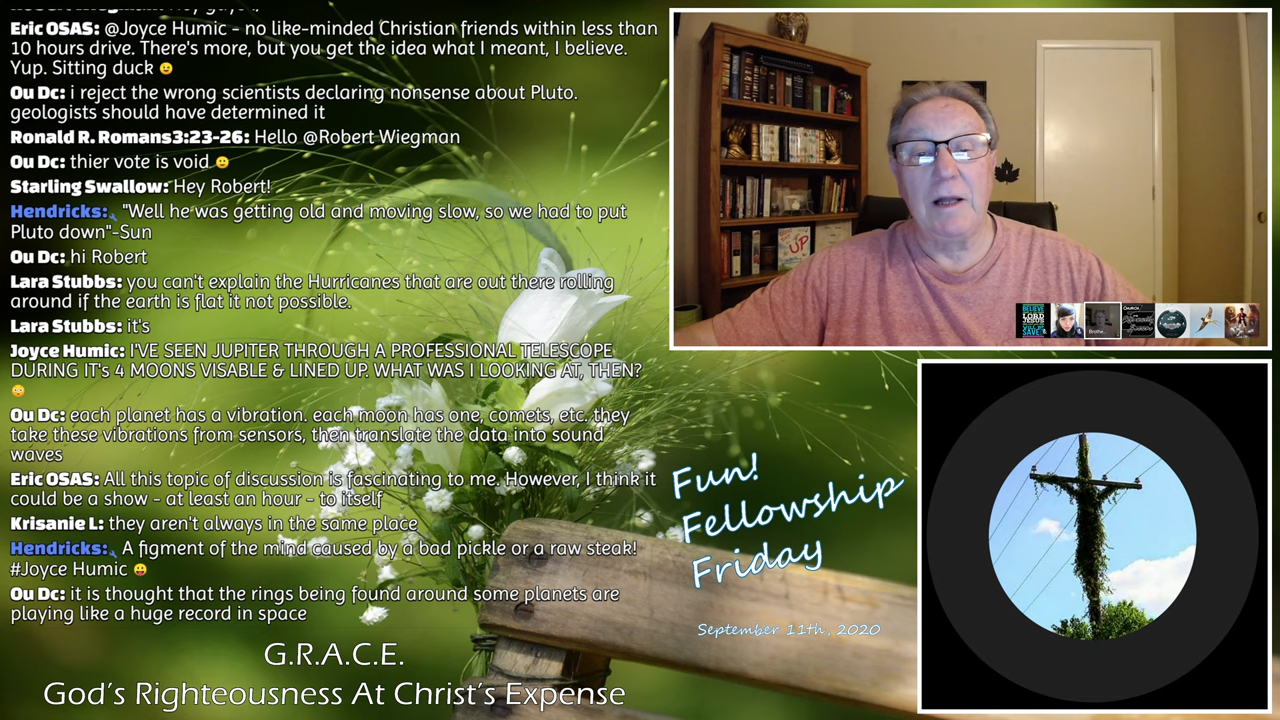 Eric OSAS: @Joyce Humic - no like-minded Christian friends within less than
10 hours drive. There's more, but you get the idea what I meant, I believe.
Yup. Sitting duck 😉
Ou Dc: i reject the wrong scientists declaring nonsense about Pluto.
geologists should have determined it
Ronald R. Romans3:23-26: Hello @Robert Wiegman
Ou Dc: thier vote is void 🙂
Starling Swallow: Hey Robert!
Hendricks: "Well he was getting old and moving slow, so we had to put
Pluto down"-Sun
Ou Dc: hi Robert
Lara Stubbs: you can't explain the Hurricanes that are out there rolling
around if the earth is flat it not possible.
Lara Stubbs: it's
Joyce Humic: I'VE SEEN JUPITER THROUGH A PROFESSIONAL TELESCOPE
DURING IT's 4 MOONS VISABLE & LINED UP. WHAT WAS I LOOKING AT, THEN?
😳
Ou Dc: each planet has a vibration. each moon has one, comets, etc. they
take these vibrations from sensors, then translate the data into sound
waves
Eric OSAS: All this topic of discussion is fascinating to me. However, I think it
could be a show - at least an hour - to itself
Krisanie L: they aren't always in the same place
Hendricks: A figment of the mind caused by a bad pickle or a raw steak!
#Joyce Humic 😛
Ou Dc: it is thought that the rings being found around some planets are
playing like a huge record in space
G.R.A.C.E.
God's Righteousness At Christ's Expense
UP
BELIEVE
LORD
JESUS
SAVE
Brothe...
CHURCH
Fun!
Fellowship
Friday
September 11th, 2020